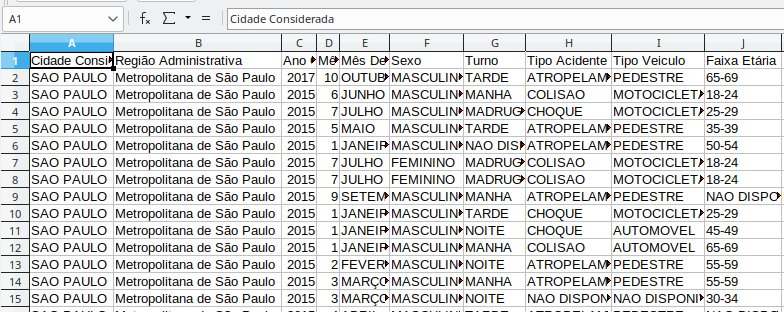 A1 fx Σ = Cidade Considerada
A B C D E F G H I J
1 Cidade Consi Região Administrativa Ano Mê Mês De Sexo Turno Tipo Acidente Tipo Veiculo Faixa Etária
2 SAO PAULO Metropolitana de São Paulo 2017 10 OUTUB MASCULIN TARDE ATROPELAM PEDESTRE 65-69
3 SAO PAULO Metropolitana de São Paulo 2015 6 JUNHO MASCULIN MANHA COLISAO MOTOCICLET 18-24
4 SAO PAULO Metropolitana de São Paulo 2015 7 JULHO MASCULIN MADRUG CHOQUE MOTOCICLET 25-29
5 SAO PAULO Metropolitana de São Paulo 2015 5 MAIO MASCULIN TARDE ATROPELAM PEDESTRE 35-39
6 SAO PAULO Metropolitana de São Paulo 2015 1 JANEIR MASCULIN NAO DIS ATROPELAM PEDESTRE 50-54
7 SAO PAULO Metropolitana de São Paulo 2015 7 JULHO FEMININO MADRUG COLISAO MOTOCICLET 18-24
8 SAO PAULO Metropolitana de São Paulo 2015 7 JULHO FEMININO MADRUG COLISAO MOTOCICLET 18-24
9 SAO PAULO Metropolitana de São Paulo 2015 9 SETEM MASCULIN MANHA ATROPELAM PEDESTRE NAO DISPO
10 SAO PAULO Metropolitana de São Paulo 2015 1 JANEIR MASCULIN TARDE CHOQUE MOTOCICLET 25-29
11 SAO PAULO Metropolitana de São Paulo 2015 1 JANEIR MASCULIN NOITE CHOQUE AUTOMOVEL 45-49
12 SAO PAULO Metropolitana de São Paulo 2015 1 JANEIR MASCULIN MANHA COLISAO AUTOMOVEL 65-69
13 SAO PAULO Metropolitana de São Paulo 2015 2 FEVER MASCULIN NOITE ATROPELAM PEDESTRE 55-59
14 SAO PAULO Metropolitana de São Paulo 2015 3 MARÇO MASCULIN MANHA ATROPELAM PEDESTRE 55-59
15 SAO PAULO Metropolitana de São Paulo 2015 3 MARÇO MASCULIN NOITE NAO DISPON NAO DISPONI 30-34